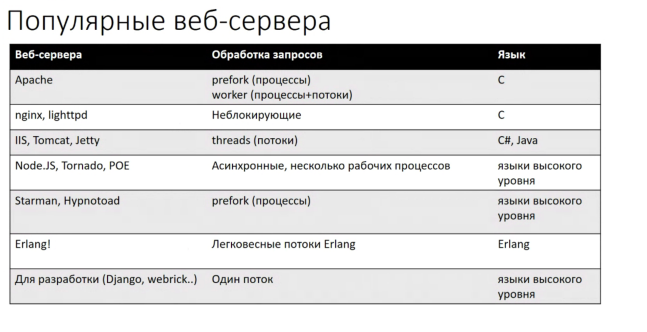 Популярные веб-сервера
Веб-сервера Обработка запросов Язык
Apache prefork (процессы) C
worker (процессы+потоки)
nginx, lighttpd Неблокирующие C
IIS, Tomcat, Jetty threads (потоки) C#, Java
Node.JS, Tornado, POE Асинхронные, несколько рабочих процессов языки высокого
уровня
Starman, Hypnotoad prefork (процессы) языки высокого
уровня
Erlang! Легковесные потоки Erlang Erlang
Для разработки (Django, webrick..) Один поток языки высокого
уровня